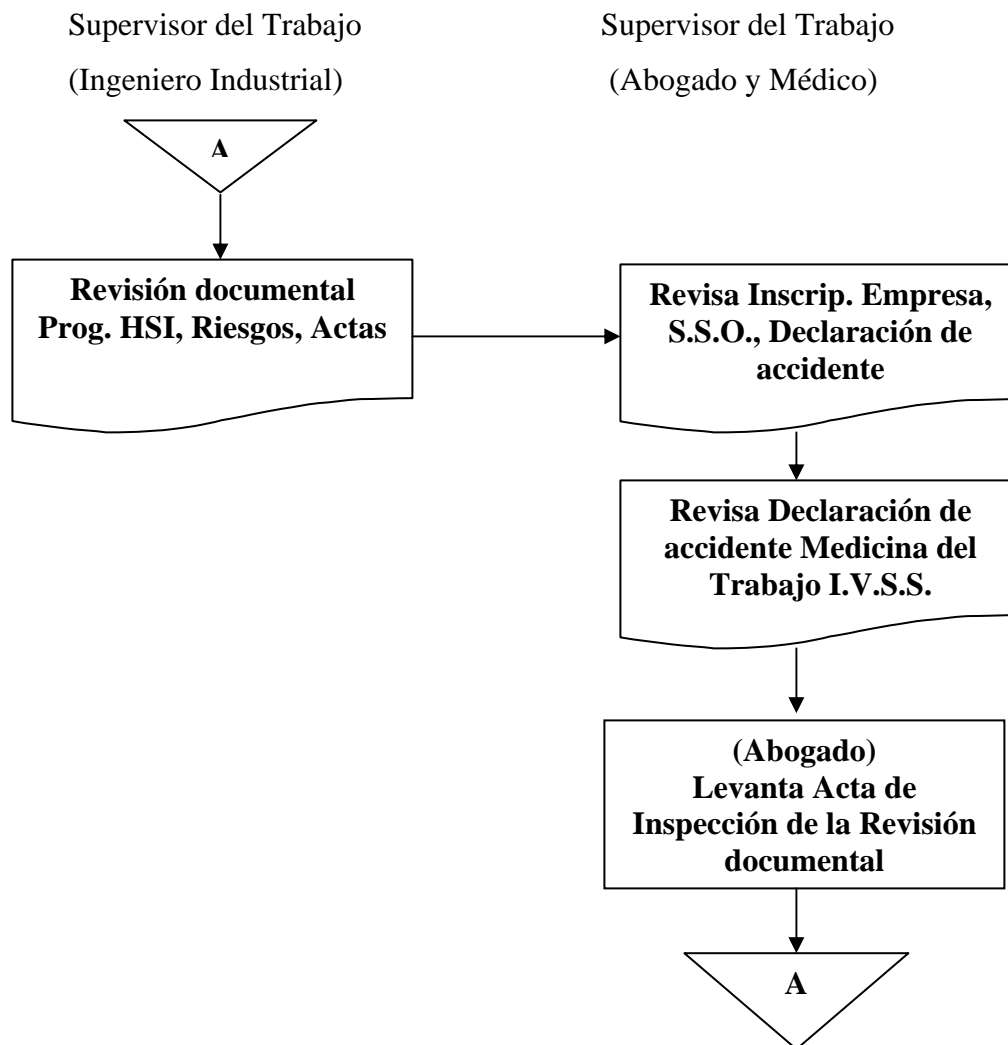 Supervisor del Trabajo
(Ingeniero Industrial)
Supervisor del Trabajo
(Abogado y Médico)
A
Revisión documental
Prog. HSI, Riesgos, Actas
Revisa Inscrip. Empresa,
S.S.O., Declaración de
accidente
Revisa Declaración de
accidente Medicina del
Trabajo I.V.S.S.
(Abogado)
Levanta Acta de
Inspección de la Revisión
documental
A